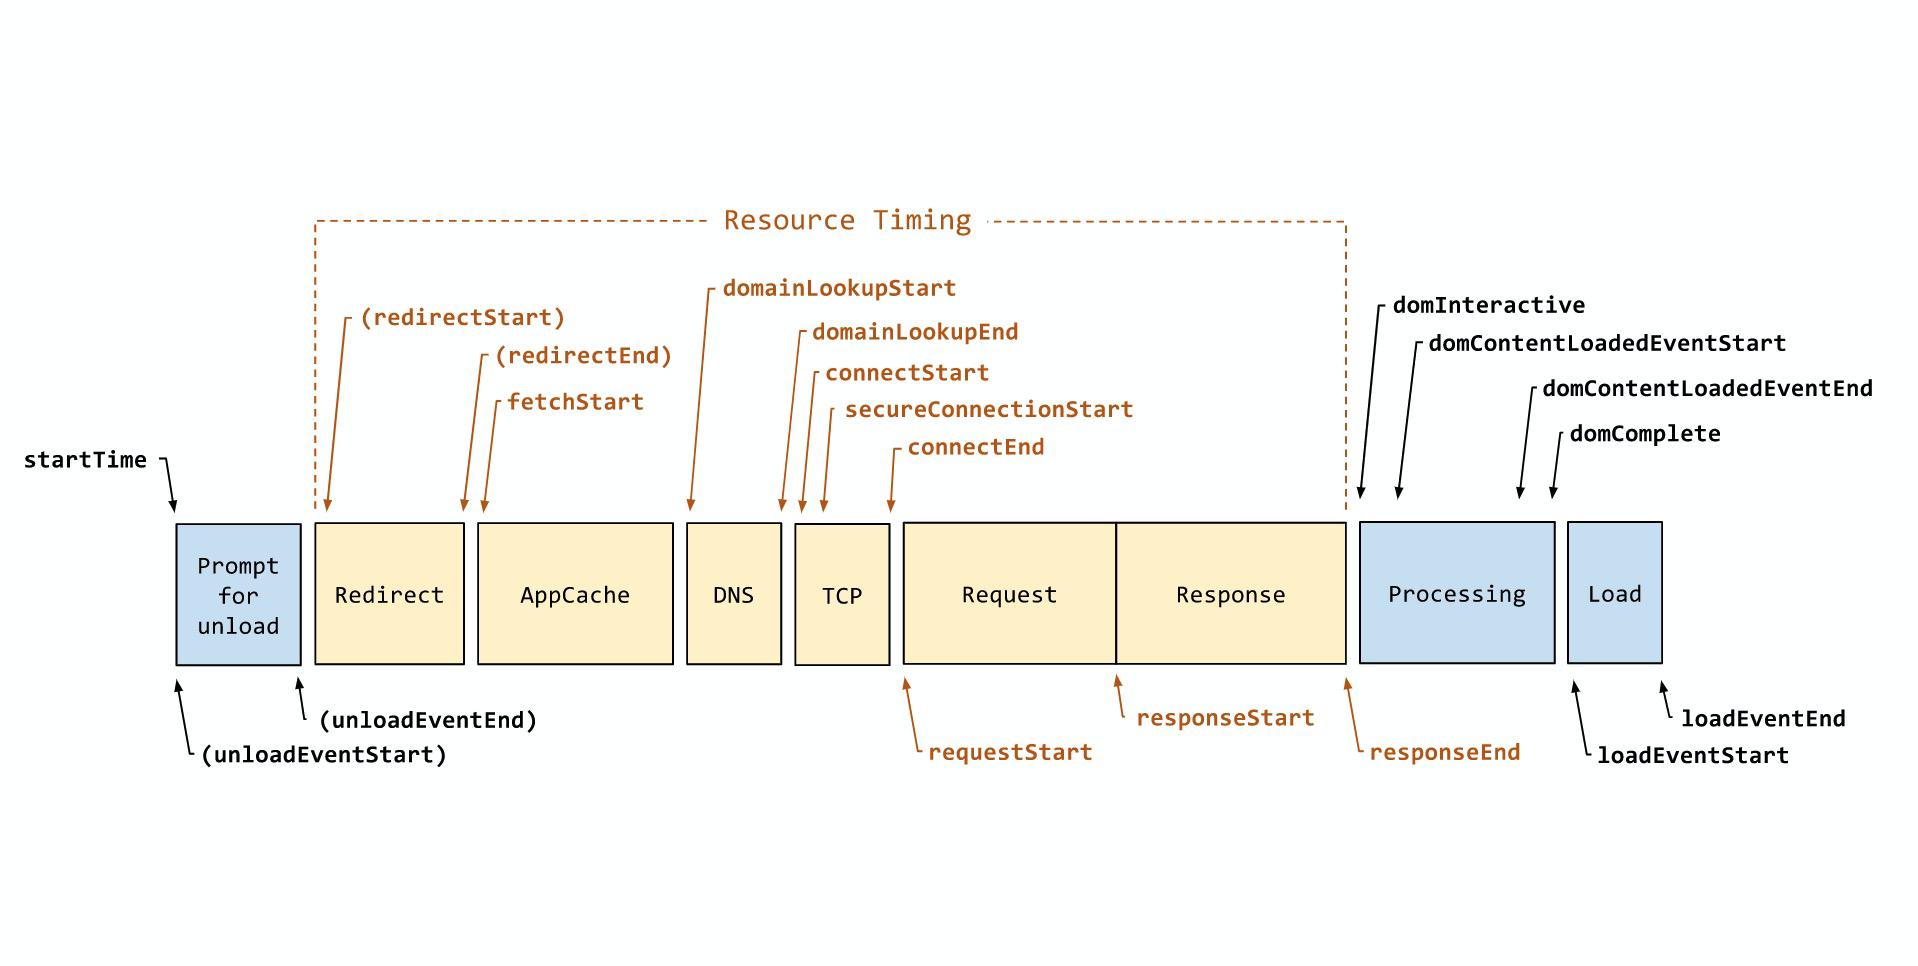 Resource Timing
domainLookupStart
(redirectStart)
domInteractive
domainLookupEnd
domContentLoadedEventStart
(redirectEnd)
connectStart
domContentLoadedEventEnd
fetchStart
secureConnectionStart
domComplete
connectEnd
startTime
Prompt
for
unload
Redirect
AppCache
DNS
TCP
Request
Response
Processing
Load
(unloadEventEnd)
responseStart
loadEventEnd
(unloadEventStart)
requestStart
responseEnd
loadEventStart